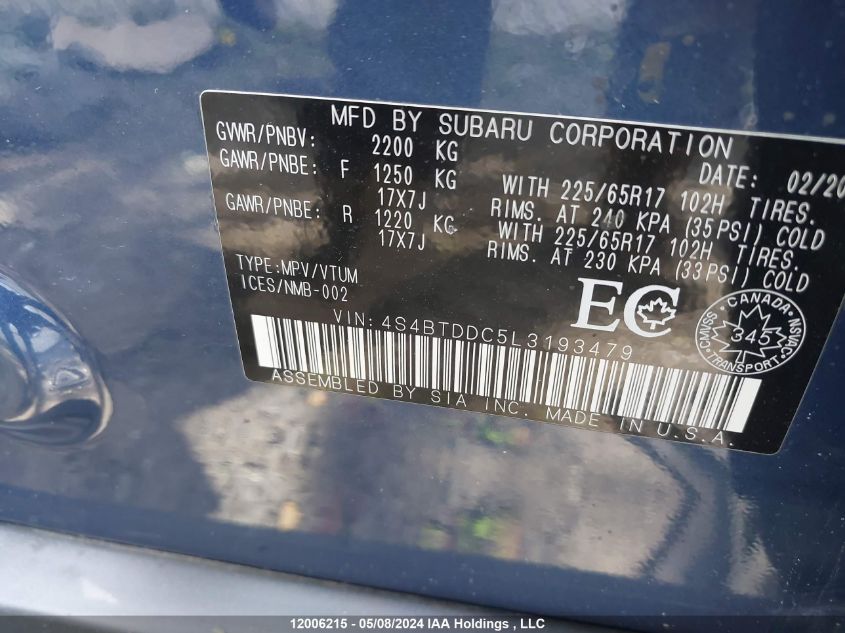 MFD BY SUBARU CORPORATION
GVWR/PNBV: 2200 KG DATE: 02/20
GAWR/PNBE: F 1250 KG WITH 225/65R17 102H TIRES.
17X7J RIMS. AT 240 KPA (35PSI) COLD
GAWR/PNBE: R 1220 KG WITH 225/65R17 102H TIRES.
17X7J RIMS. AT 230 KPA (33PSI) COLD
TYPE:MPV/VTUM
ICES/NMB-002
EC
CANADA
CMVSS 345 NSVAC
TRANSPORT
VIN:4S4BTDDC5L3193479
ASSEMBLED BY SIA INC. MADE IN U.S.A.
12006215 - 05/08/2024 IAA Holdings , LLC